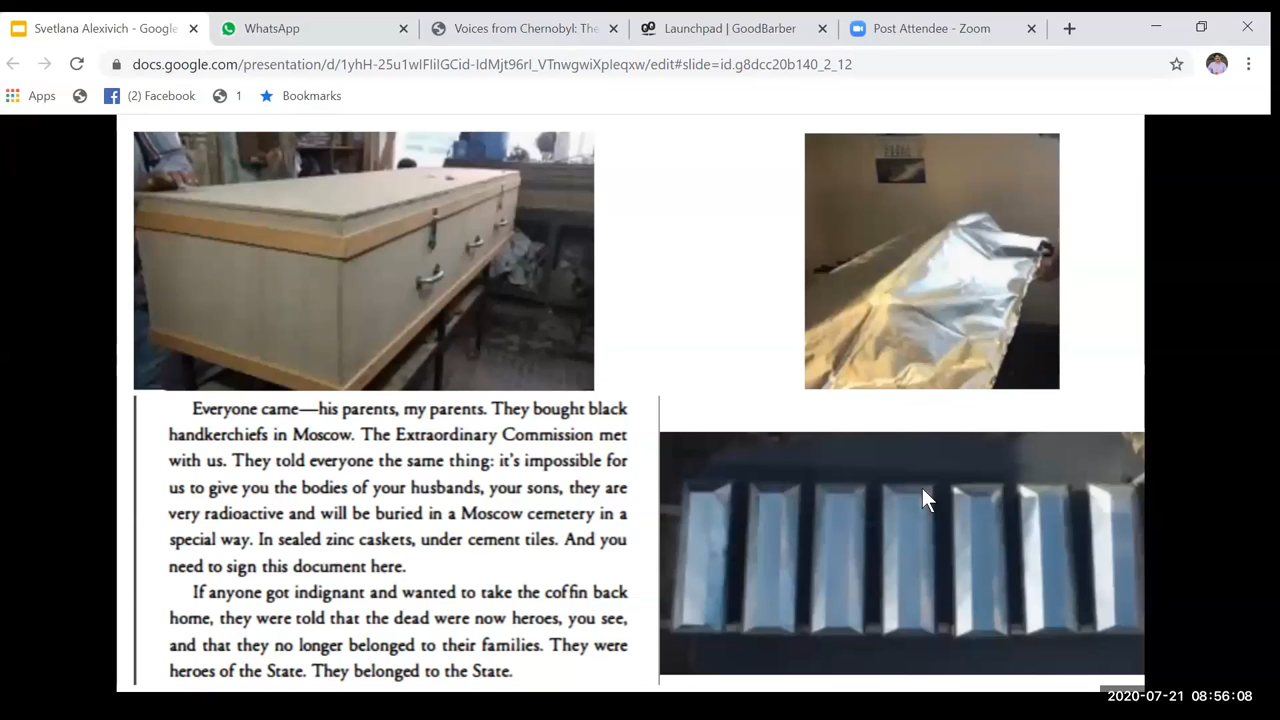 Svetlana Alexivich - Google
WhatsApp
Voices from Chernobyl: The
Launchpad | GoodBarber
Post Attendee - Zoom
docs.google.com/presentation/d/1yhH-25u1wIFIiIGCid-IdMjt96rI_VTnwgwiXpIeqxw/edit#slide=id.g8dcc20b140_2_12
Apps
(2) Facebook
1
Bookmarks
Everyone came—his parents, my parents. They bought black
handkerchiefs in Moscow. The Extraordinary Commission met
with us. They told everyone the same thing: it's impossible for
us to give you the bodies of your husbands, your sons, they are
very radioactive and will be buried in a Moscow cemetery in a
special way. In sealed zinc caskets, under cement tiles. And you
need to sign this document here.
If anyone got indignant and wanted to take the coffin back
home, they were told that the dead were now heroes, you see,
and that they no longer belonged to their families. They were
heroes of the State. They belonged to the State.
2020-07-21 08:56:08